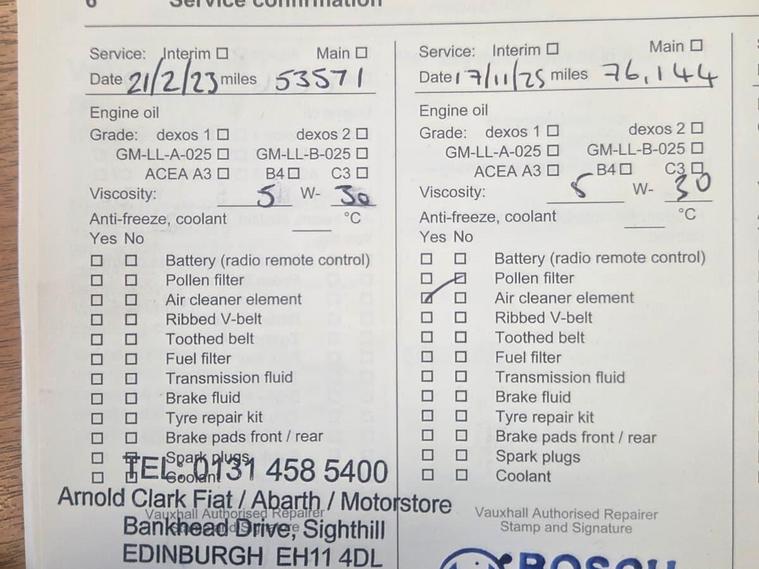 6 Service confirmation
Service: Interim ☐ Main ☐
Date 21/2/23 miles 53571
Engine oil
Grade: dexos 1 ☐ dexos 2 ☐
GM-LL-A-025 ☐ GM-LL-B-025 ☐
ACEA A3 ☐ B4 ☐ C3 ☐
Viscosity: 5 W- 30
Anti-freeze, coolant °C
Yes No
☐ ☐ Battery (radio remote control)
☐ ☐ Pollen filter
☐ ☐ Air cleaner element
☐ ☐ Ribbed V-belt
☐ ☐ Toothed belt
☐ ☐ Fuel filter
☐ ☐ Transmission fluid
☐ ☐ Brake fluid
☐ ☐ Tyre repair kit
☐ ☐ Brake pads front / rear
☐ ☐ Spark plugs
☐ ☐ Coolant
TEL: 0131 458 5400
Arnold Clark Fiat / Abarth / Motorstore
Vauxhall Authorised Repairer
Stamp and Signature
Bankhead Drive, Sighthill
EDINBURGH EH11 4DL
Service: Interim ☐ Main ☐
Date 17/11/25 miles 76,144
Engine oil
Grade: dexos 1 ☐ dexos 2 ☐
GM-LL-A-025 ☐ GM-LL-B-025 ☐
ACEA A3 ☐ B4 ☐ C3 ☐
Viscosity: 5 W- 30
Anti-freeze, coolant °C
Yes No
☐ ☐ Battery (radio remote control)
☐ ☐ Pollen filter
☑ ☐ Air cleaner element
☐ ☐ Ribbed V-belt
☐ ☐ Toothed belt
☐ ☐ Fuel filter
☐ ☐ Transmission fluid
☐ ☐ Brake fluid
☐ ☐ Tyre repair kit
☐ ☐ Brake pads front / rear
☐ ☐ Spark plugs
☐ ☐ Coolant
Vauxhall Authorised Repairer
Stamp and Signature
BOSCH